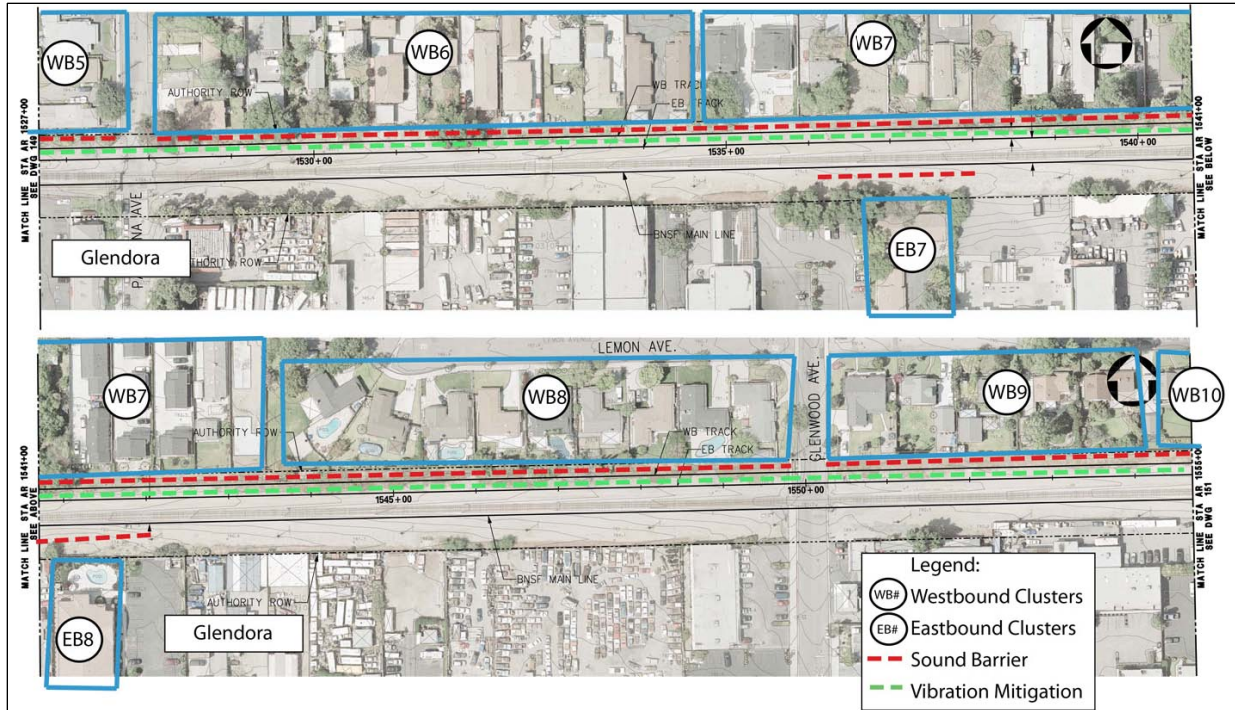 WB5
WB6
WB7
AUTHORITY ROW
WB TRACK
EB TRACK
MATCH LINE STA AR 1527+00
SEE DWG 149
1530+00
1535+00
1540+00
MATCH LINE STA AR 1541+00
SEE BELOW
NA AVE
Glendora
AUTHORITY ROW
BNSF MAIN LINE
EB7
LEMON AVE.
WB7
WB8
GLENWOOD AVE.
WB9
WB10
AUTHORITY ROW
WB TRACK
EB TRACK
MATCH LINE STA AR 1541+00
SEE ABOVE
1545+00
1550+00
MATCH LINE STA AR 1555+00
SEE DWG 151
BNSF MAIN LINE
AUTHORITY ROW
EB8
Glendora
Legend:
WB# Westbound Clusters
EB# Eastbound Clusters
Sound Barrier
Vibration Mitigation